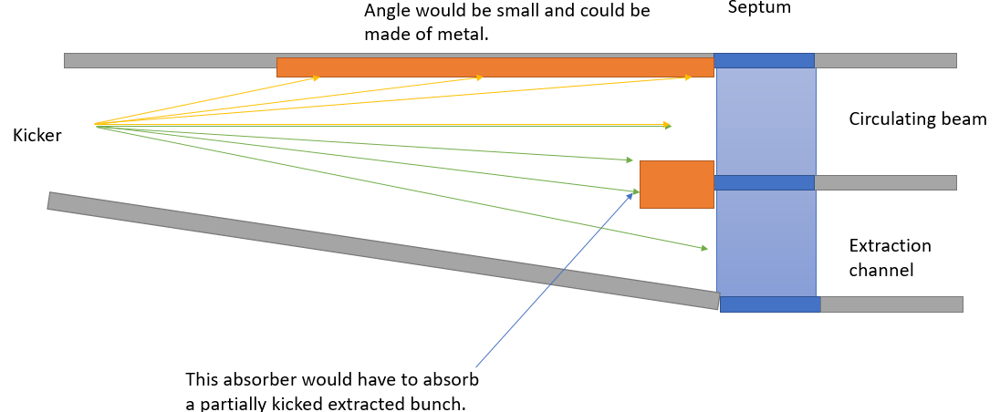 Angle would be small and could be
made of metal.
Septum
Kicker
Circulating beam
Extraction
channel
This absorber would have to absorb
a partially kicked extracted bunch.